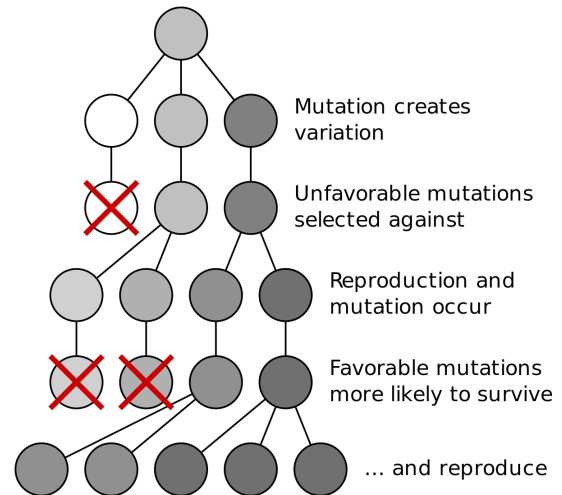 Mutation creates
variation
Unfavorable mutations
selected against
Reproduction and
mutation occur
Favorable mutations
more likely to survive
... and reproduce